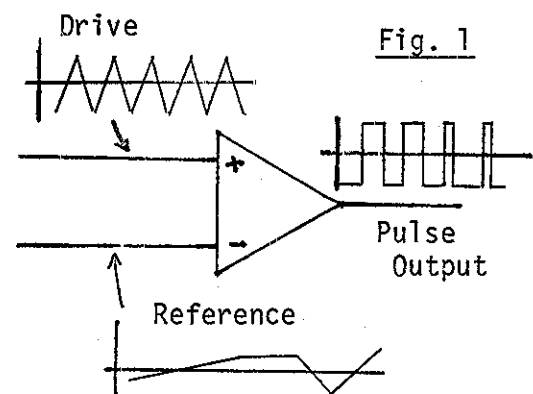 Drive
Fig. 1
+
-
Pulse
Output
Reference